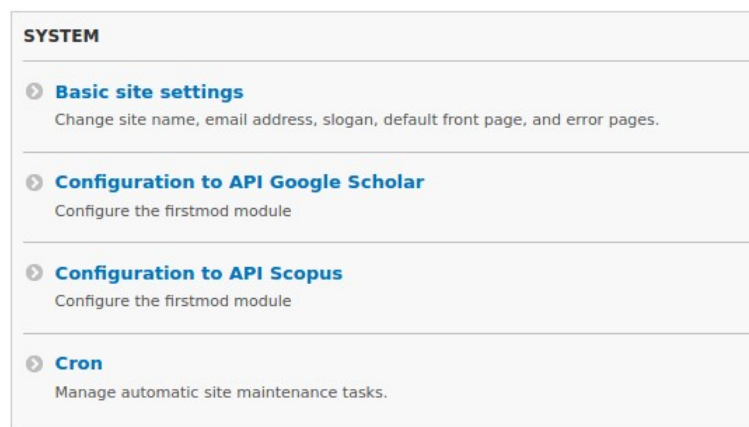 SYSTEM
Basic site settings
Change site name, email address, slogan, default front page, and error pages.
Configuration to API Google Scholar
Configure the firstmod module
Configuration to API Scopus
Configure the firstmod module
Cron
Manage automatic site maintenance tasks.